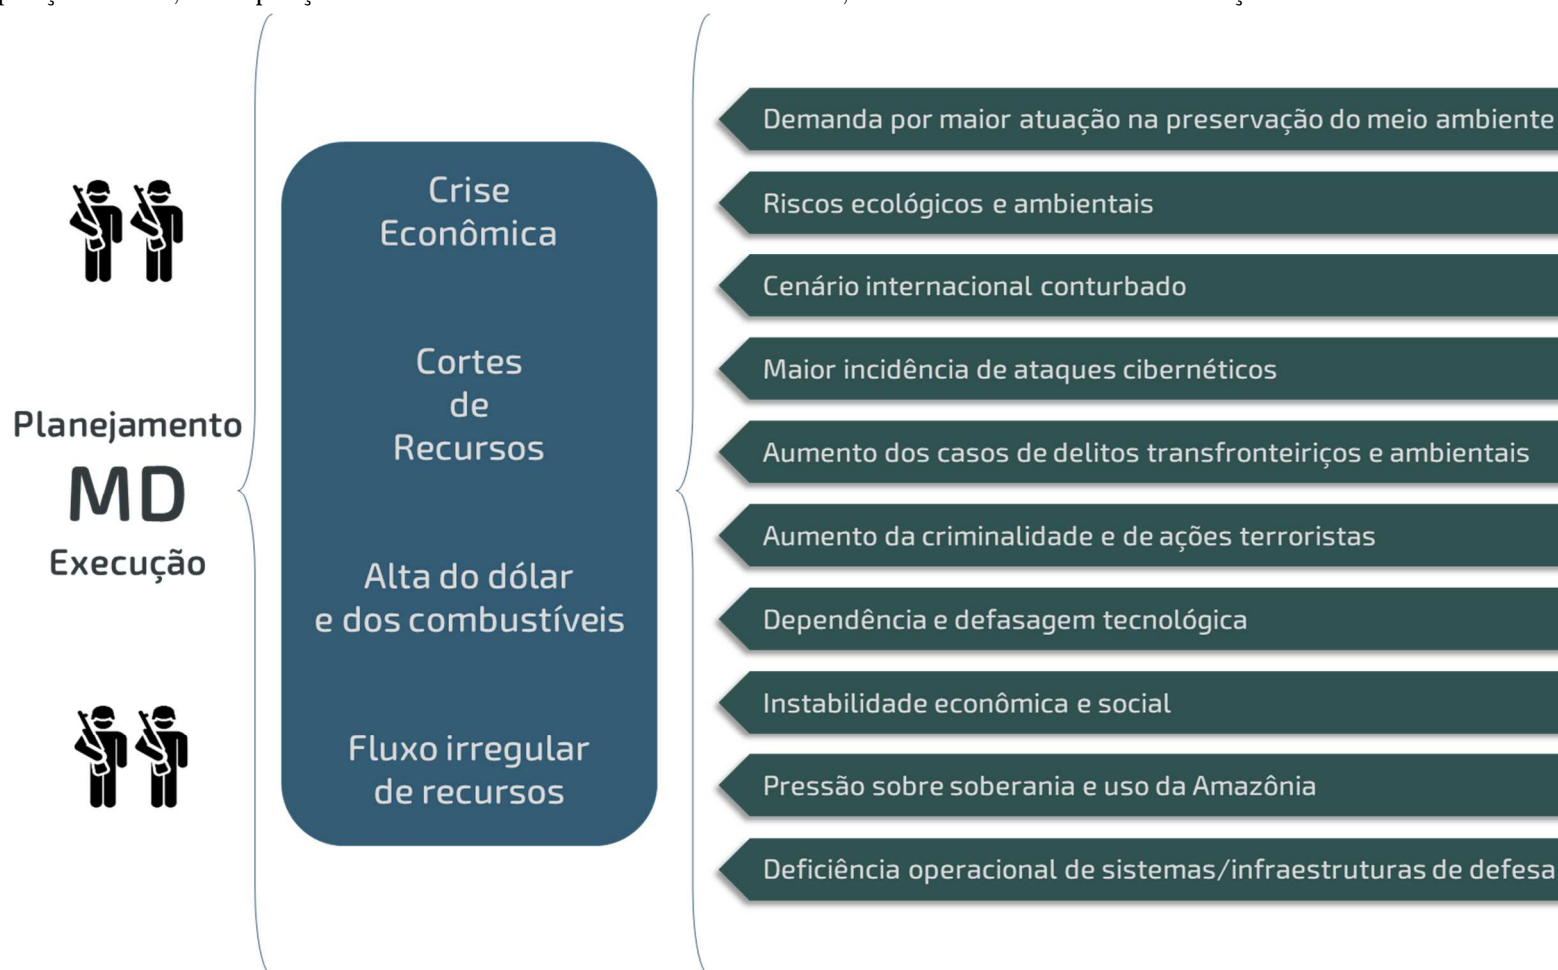 Planejamento
MD
Execução
Crise
Econômica
Cortes
de
Recursos
Alta do dólar
e dos combustíveis
Fluxo irregular
de recursos
Demanda por maior atuação na preservação do meio ambiente
Riscos ecológicos e ambientais
Cenário internacional conturbado
Maior incidência de ataques cibernéticos
Aumento dos casos de delitos transfronteiriços e ambientais
Aumento da criminalidade e de ações terroristas
Dependência e defasagem tecnológica
Instabilidade econômica e social
Pressão sobre soberania e uso da Amazônia
Deficiência operacional de sistemas/infraestruturas de defesa